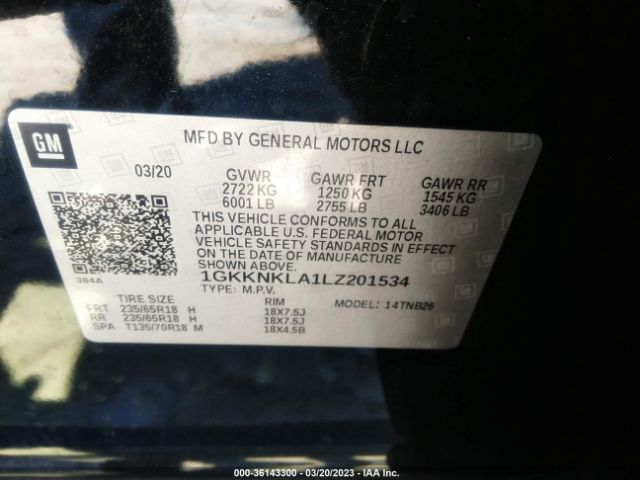 GM
MFD BY GENERAL MOTORS LLC
03/20 GVWR GAWR FRT GAWR RR
2722 KG 1250 KG 1545 KG
6001 LB 2755 LB 3406 LB
THIS VEHICLE CONFORMS TO ALL
APPLICABLE U.S. FEDERAL MOTOR
VEHICLE SAFETY STANDARDS IN EFFECT
ON THE DATE OF MANUFACTURE
SHOWN ABOVE.
384A
1GKKNKLA1LZ201534
TYPE: M.P.V.
MODEL: 14TNB26
TIRE SIZE RIM
FRT 235/65R18 H 18X7.5J
RR 235/65R18 H 18X7.5J
SPA T135/70R18 M 18X4.5B
000-36143300 - 03/20/2023 - IAA Inc.